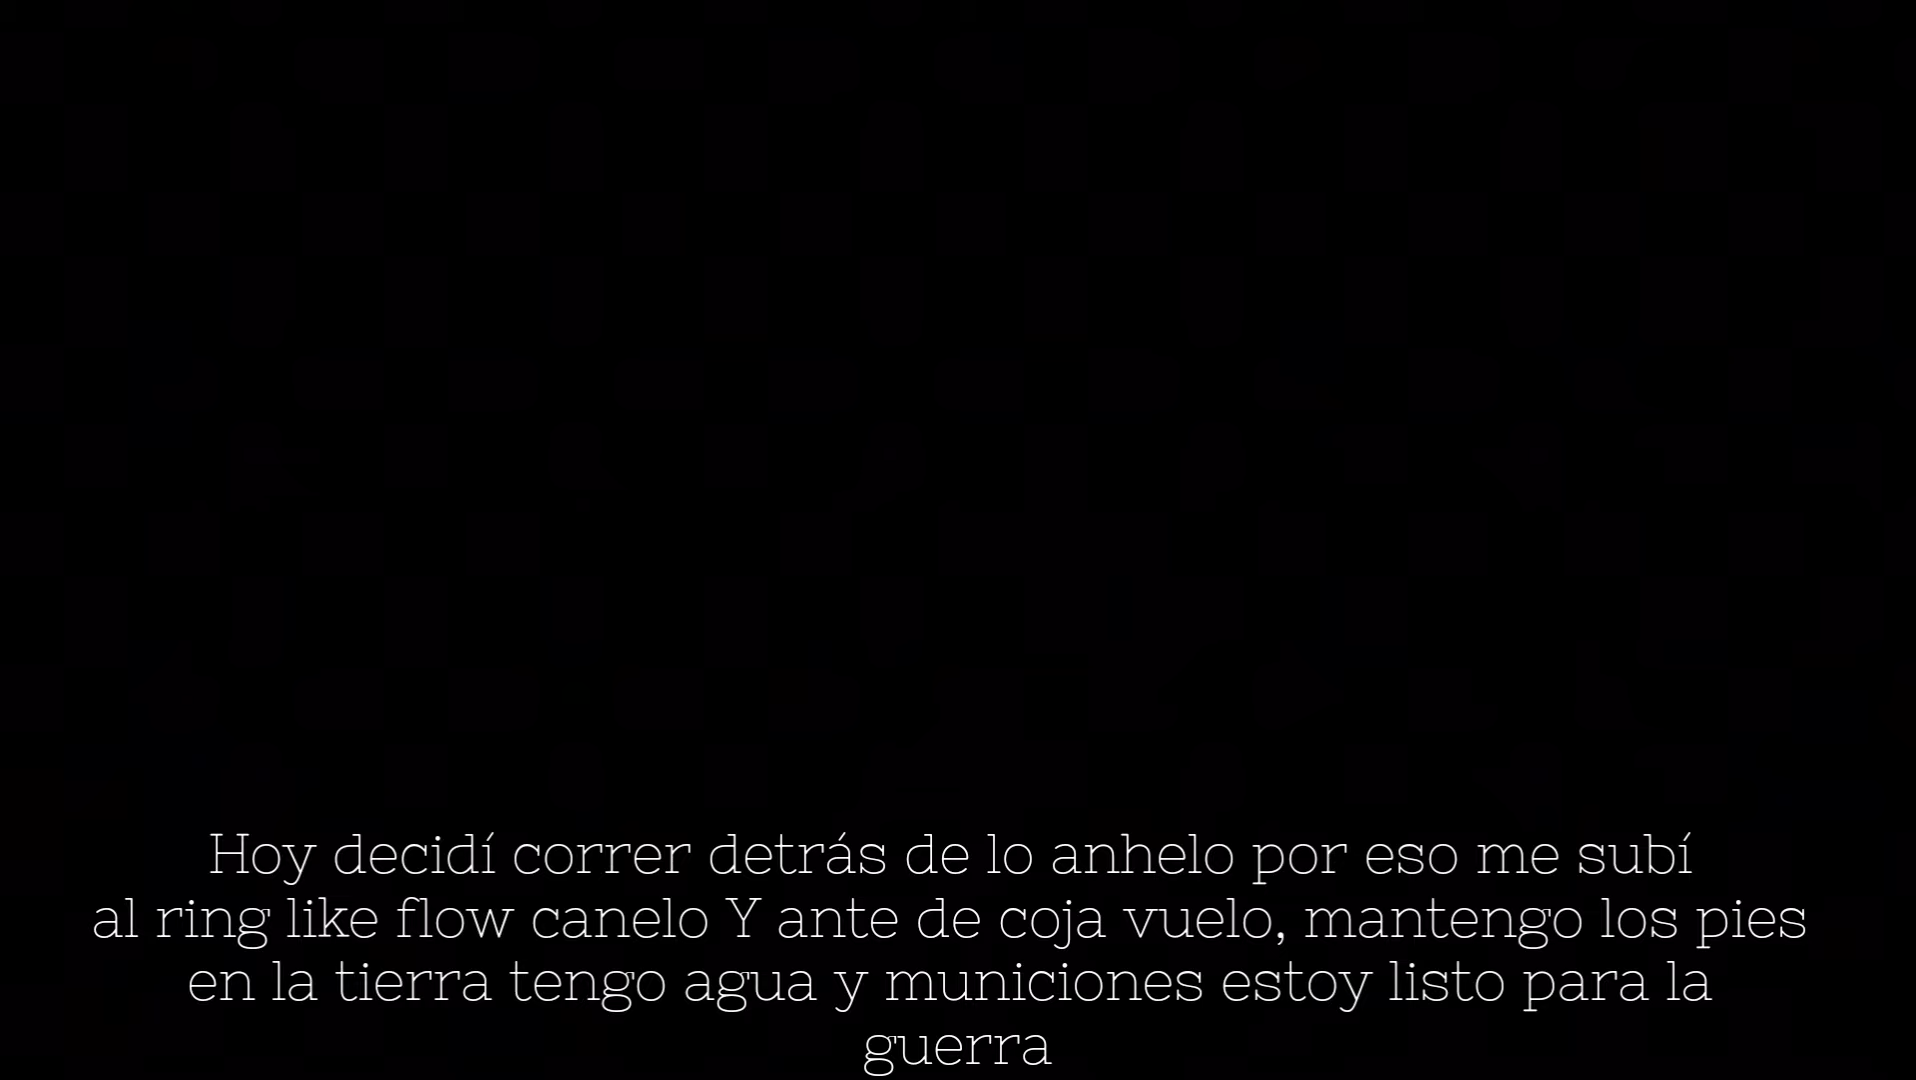 Hoy decidí correr detrás de lo anhelo por eso me subí
al ring like flow canelo Y ante de coja vuelo, mantengo los pies
en la tierra tengo agua y municiones estoy listo para la
guerra